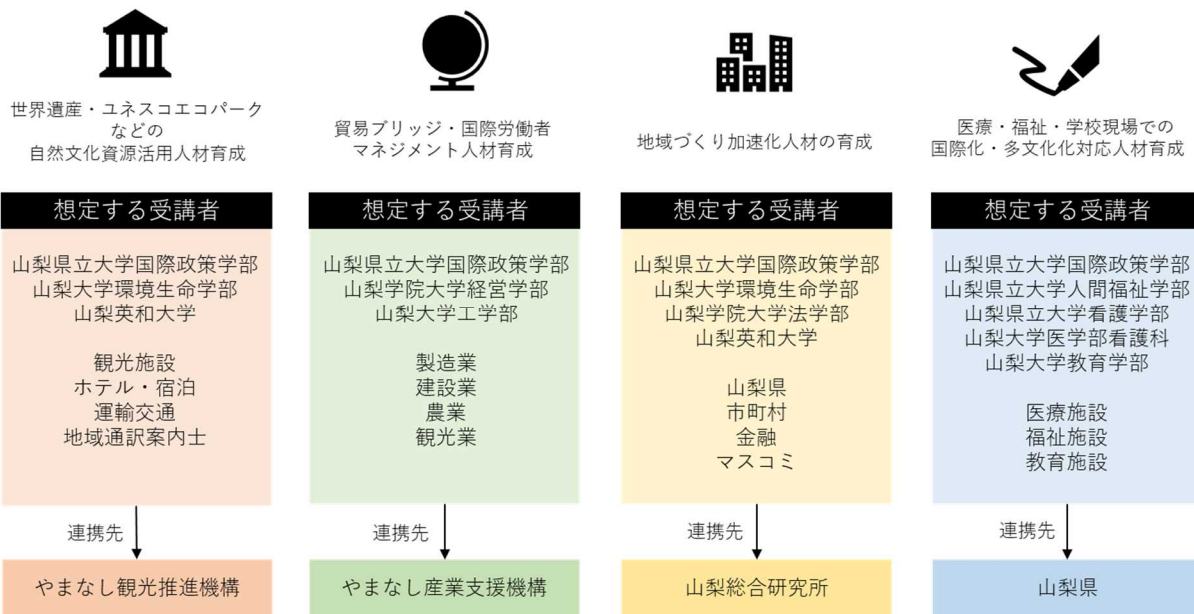 世界遺産・ユネスコエコパーク
などの
自然文化資源活用人材育成
想定する受講者
山梨県立大学国際政策学部
山梨大学環境生命学部
山梨英和大学
観光施設
ホテル・宿泊
運輸交通
地域通訳案内士
連携先
やまなし観光推進機構
貿易ブリッジ・国際労働者
マネジメント人材育成
想定する受講者
山梨県立大学国際政策学部
山梨学院大学経営学部
山梨大学工学部
製造業
建設業
農業
観光業
連携先
やまなし産業支援機構
地域づくり加速化人材の育成
想定する受講者
山梨県立大学国際政策学部
山梨大学環境生命学部
山梨学院大学法学部
山梨英和大学
山梨県
市町村
金融
マスコミ
連携先
山梨総合研究所
医療・福祉・学校現場での
国際化・多文化化対応人材育成
想定する受講者
山梨県立大学国際政策学部
山梨県立大学人間福祉学部
山梨県立大学看護学部
山梨大学医学部看護科
山梨大学教育学部
医療施設
福祉施設
教育施設
連携先
山梨県